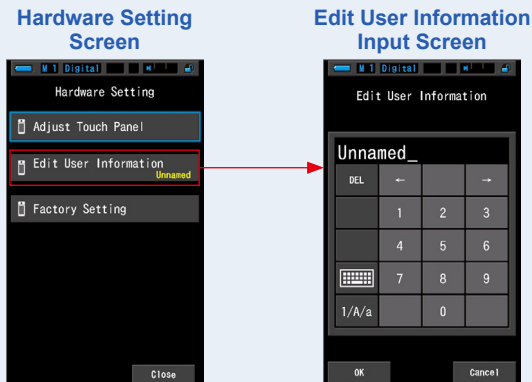 Hardware Setting
Screen
M 1 Digital
Hardware Setting
Adjust Touch Panel
Edit User Information
Unnamed
Factory Setting
Close
Edit User Information
Input Screen
M 1 Digital
Edit User Information
Unnamed_
DEL ← →
1 2 3
4 5 6
7 8 9
1/A/a 0
OK Cancel